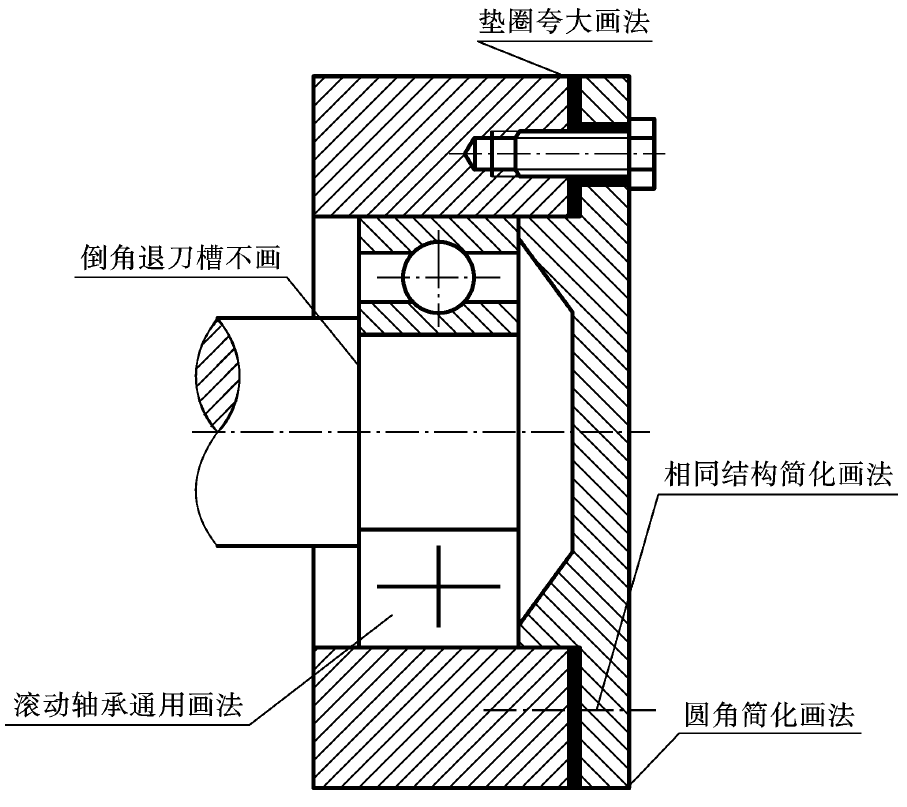 垫圈夸大画法
倒角退刀槽不画
相同结构简化画法
滚动轴承通用画法
圆角简化画法